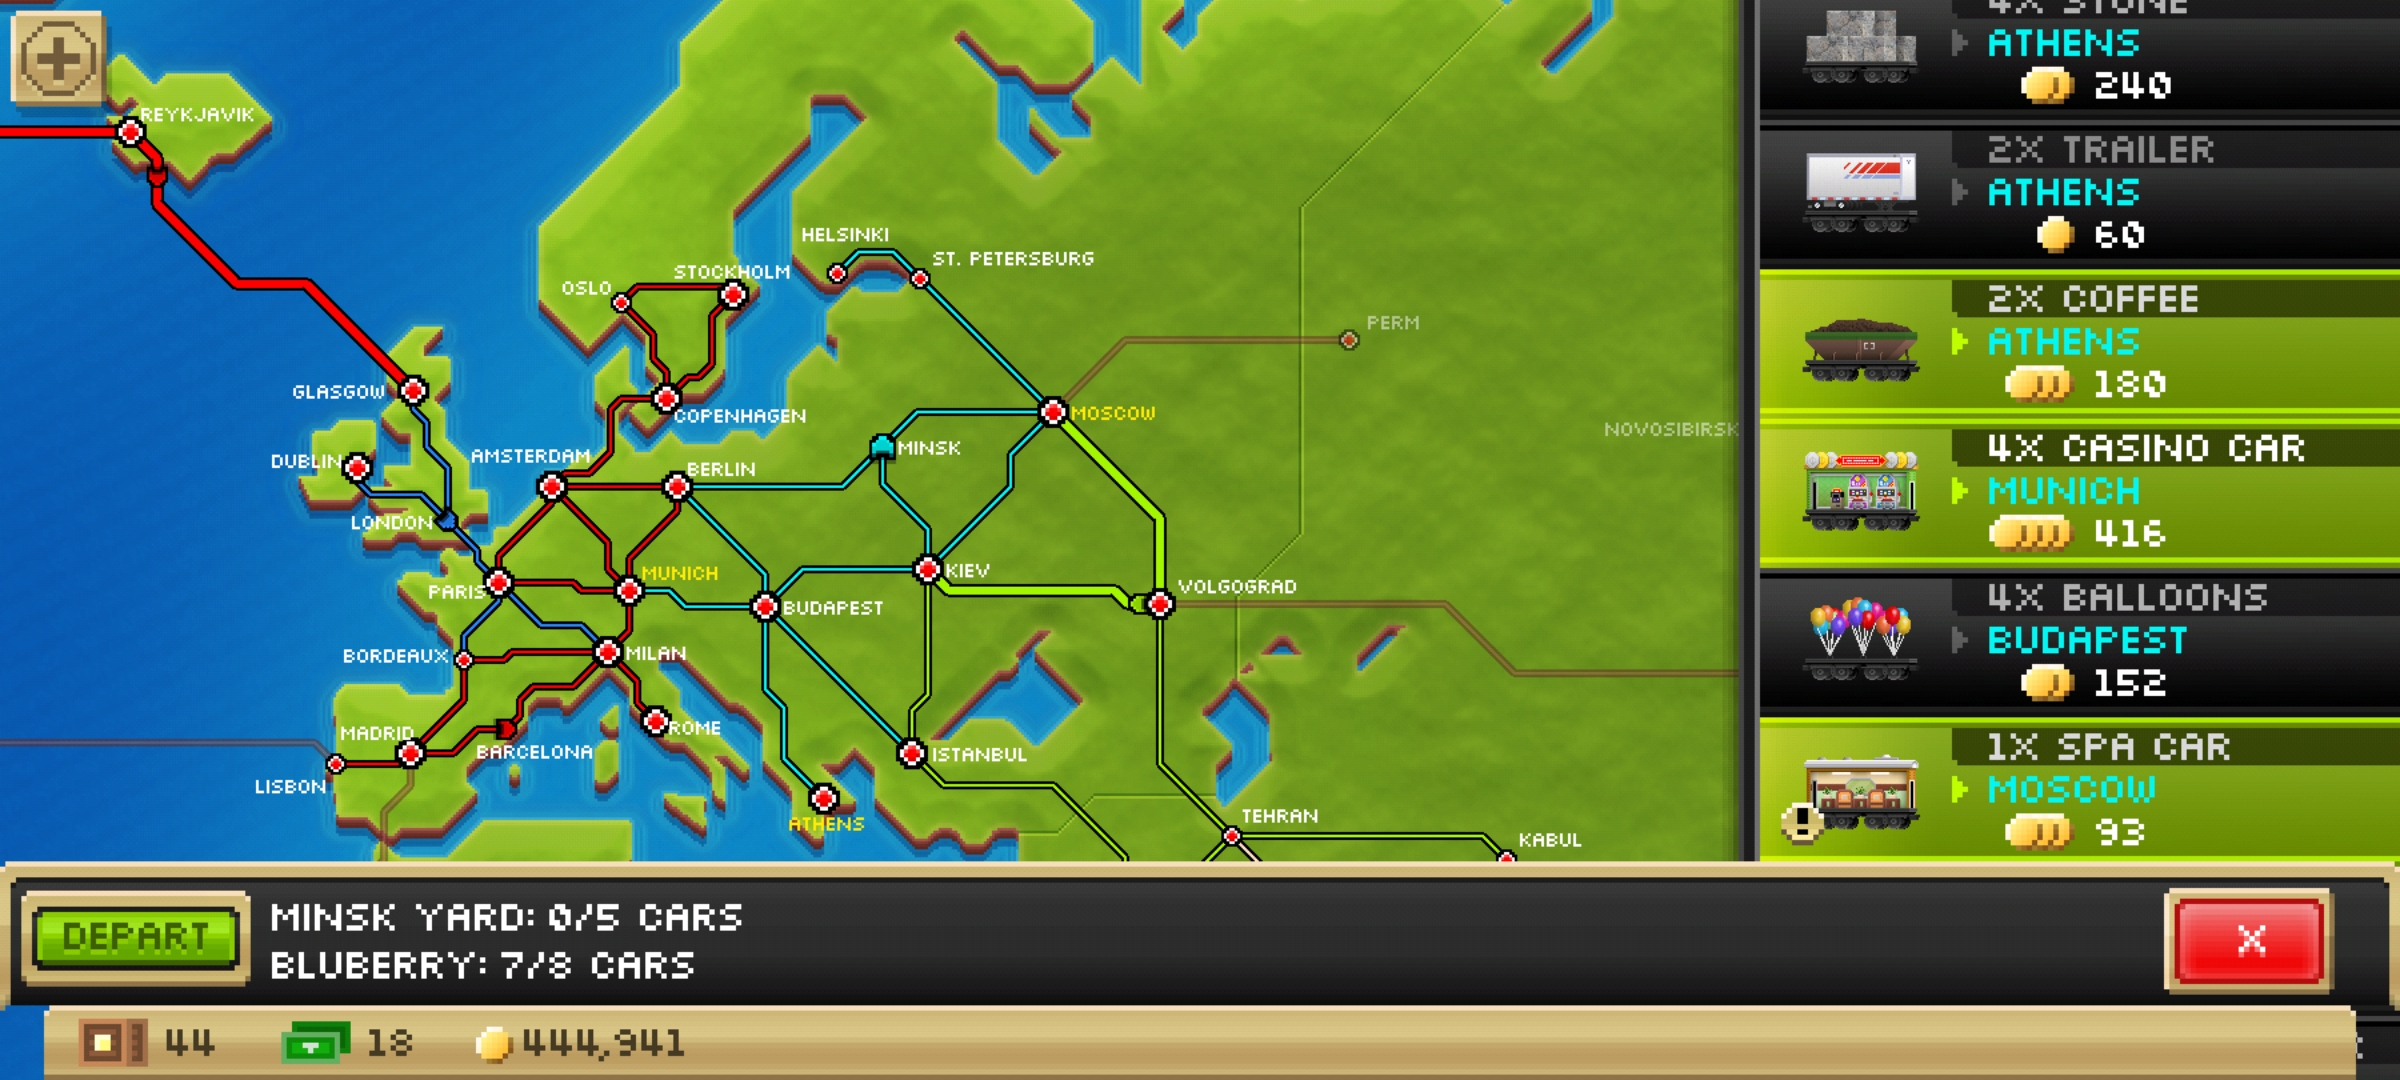 4X STONE
ATHENS
240
2X TRAILER
ATHENS
60
2X COFFEE
ATHENS
180
4X CASINO CAR
MUNICH
416
4X BALLOONS
BUDAPEST
152
1X SPA CAR
MOSCOW
93
REYKJAVIK
HELSINKI
ST. PETERSBURG
STOCKHOLM
OSLO
PERM
GLASGOW
COPENHAGEN
MOSCOW
NOVOSIBIRSK
MINSK
AMSTERDAM
DUBLIN
BERLIN
LONDON
KIEV
MUNICH
PARIS
VOLGOGRAD
BUDAPEST
BORDEAUX
MILAN
ROME
MADRID
BARCELONA
ISTANBUL
LISBON
ATHENS
TEHRAN
KABUL
DEPART
MINSK YARD: 0/5 CARS
BLUBERRY: 7/8 CARS
X
44
18
444,941